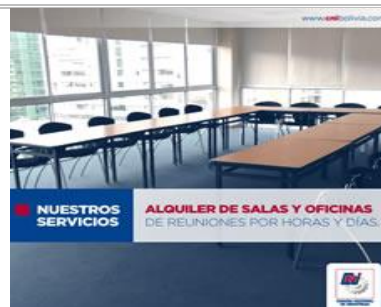 www.cnibolivia.com
NUESTROS
SERVICIOS
ALQUILER DE SALAS Y OFICINAS
DE REUNIONES POR HORAS Y DÍAS.